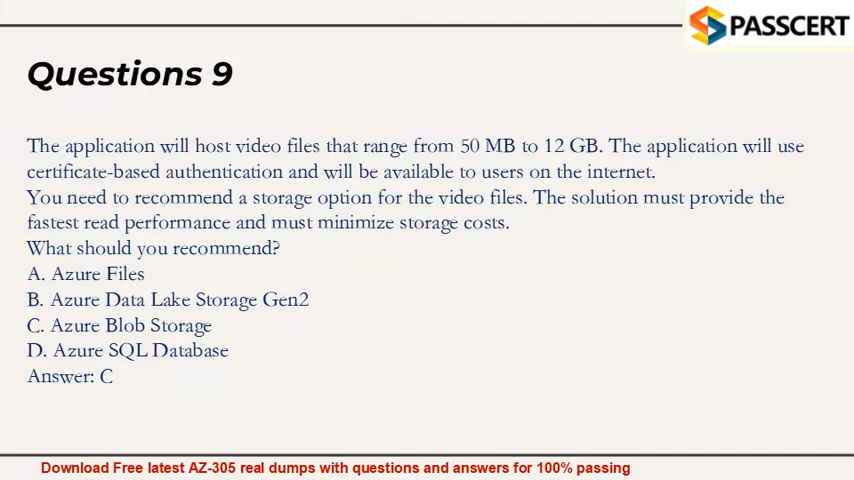 PASSCERT
Questions 9
The application will host video files that range from 50 MB to 12 GB. The application will use
certificate-based authentication and will be available to users on the internet.
You need to recommend a storage option for the video files. The solution must provide the
fastest read performance and must minimize storage costs.
What should you recommend?
A. Azure Files
B. Azure Data Lake Storage Gen2
C. Azure Blob Storage
D. Azure SQL Database
Answer: C
Download Free latest AZ-305 real dumps with questions and answers for 100% passing